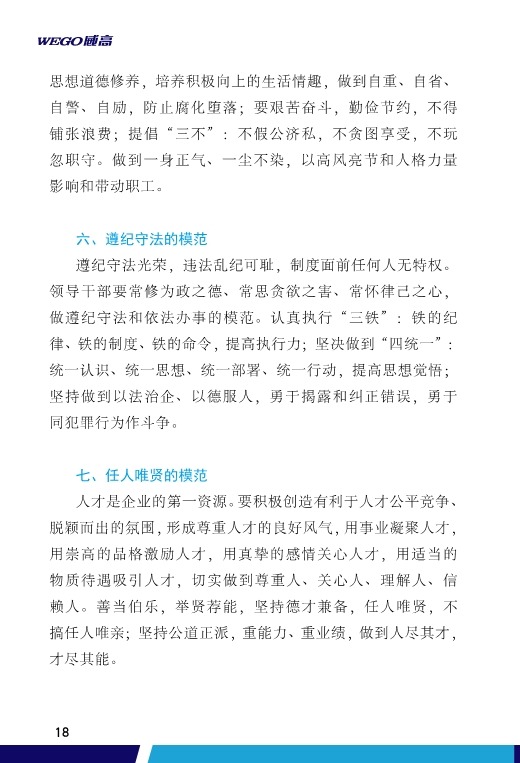 WEGO威高
思想道德修养，培养积极向上的生活情趣，做到自重、自省、
自警、自励，防止腐化堕落；要艰苦奋斗，勤俭节约，不得
铺张浪费；提倡“三不”：不假公济私，不贪图享受，不玩
忽职守。做到一身正气、一尘不染，以高风亮节和人格力量
影响和带动职工。
六、遵纪守法的模范
遵纪守法光荣，违法乱纪可耻，制度面前任何人无特权。
领导干部要常修为政之德、常思贪欲之害、常怀律己之心，
做遵纪守法和依法办事的模范。认真执行“三铁”：铁的纪
律、铁的制度、铁的命令，提高执行力；坚决做到“四统一”：
统一认识、统一思想、统一部署、统一行动，提高思想觉悟；
坚持做到以法治企、以德服人，勇于揭露和纠正错误，勇于
同犯罪行为作斗争。
七、任人唯贤的模范
人才是企业的第一资源。要积极创造有利于人才公平竞争、
脱颖而出的氛围，形成尊重人才的良好风气，用事业凝聚人才，
用崇高的品格激励人才，用真挚的感情关心人才，用适当的
物质待遇吸引人才，切实做到尊重人、关心人、理解人、信
赖人。善当伯乐，举贤荐能，坚持德才兼备，任人唯贤，不
搞任人唯亲；坚持公道正派，重能力、重业绩，做到人尽其才，
才尽其能。
18